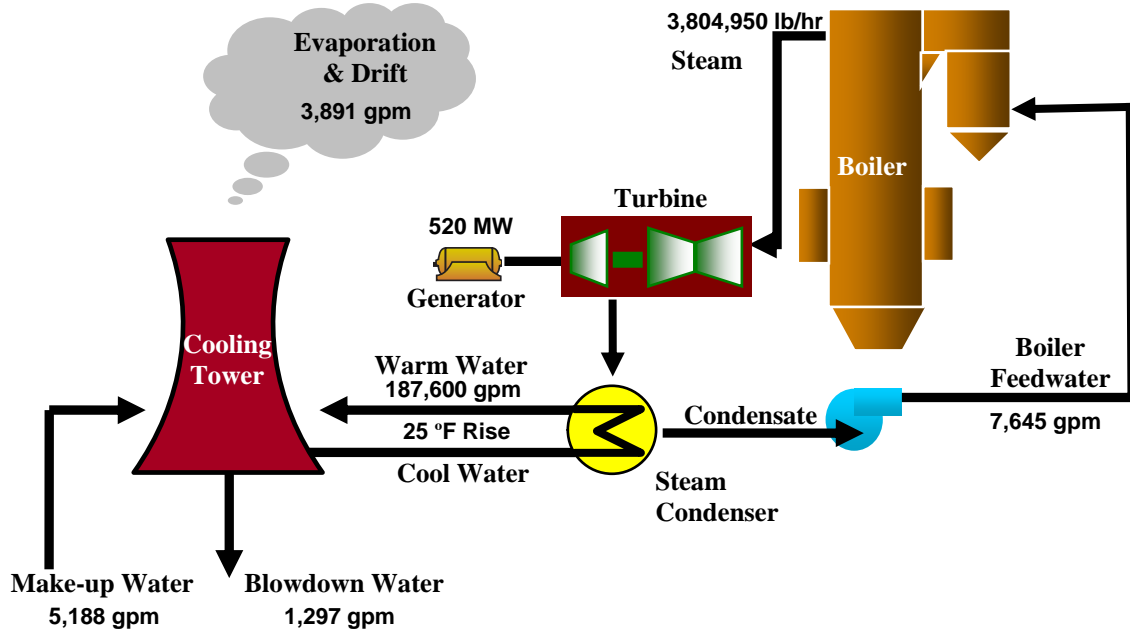 Evaporation
& Drift
3,891 gpm
3,804,950 lb/hr
Steam
Boiler
Turbine
520 MW
Generator
Cooling
Tower
Warm Water
187,600 gpm
25 ºF Rise
Cool Water
Condensate
Steam
Condenser
Boiler
Feedwater
7,645 gpm
Make-up Water
5,188 gpm
Blowdown Water
1,297 gpm